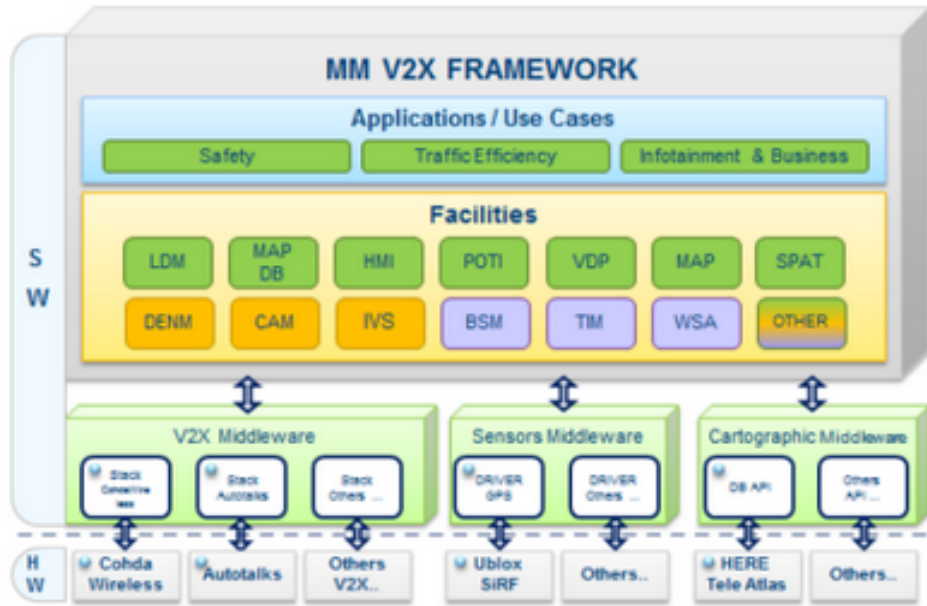 MM V2X FRAMEWORK
Applications / Use Cases
Safety
Traffic Efficiency
Infotainment & Business
Facilities
LDM
MAP
DB
HMI
POTI
VDP
MAP
SPAT
DENM
CAM
IVS
BSM
TIM
WSA
OTHER
S
W
V2X Middleware
Sensors Middleware
Cartographic Middleware
Stack
less
Stack
Autotalks
Stack
Others ...
DRIVER
GPS
DRIVER
Others ...
DB API
Others
API ...
H
W
Cohda
Wireless
Autotalks
Others
V2X..
Ublox
SiRF
Others..
HERE
Tele Atlas
Others..